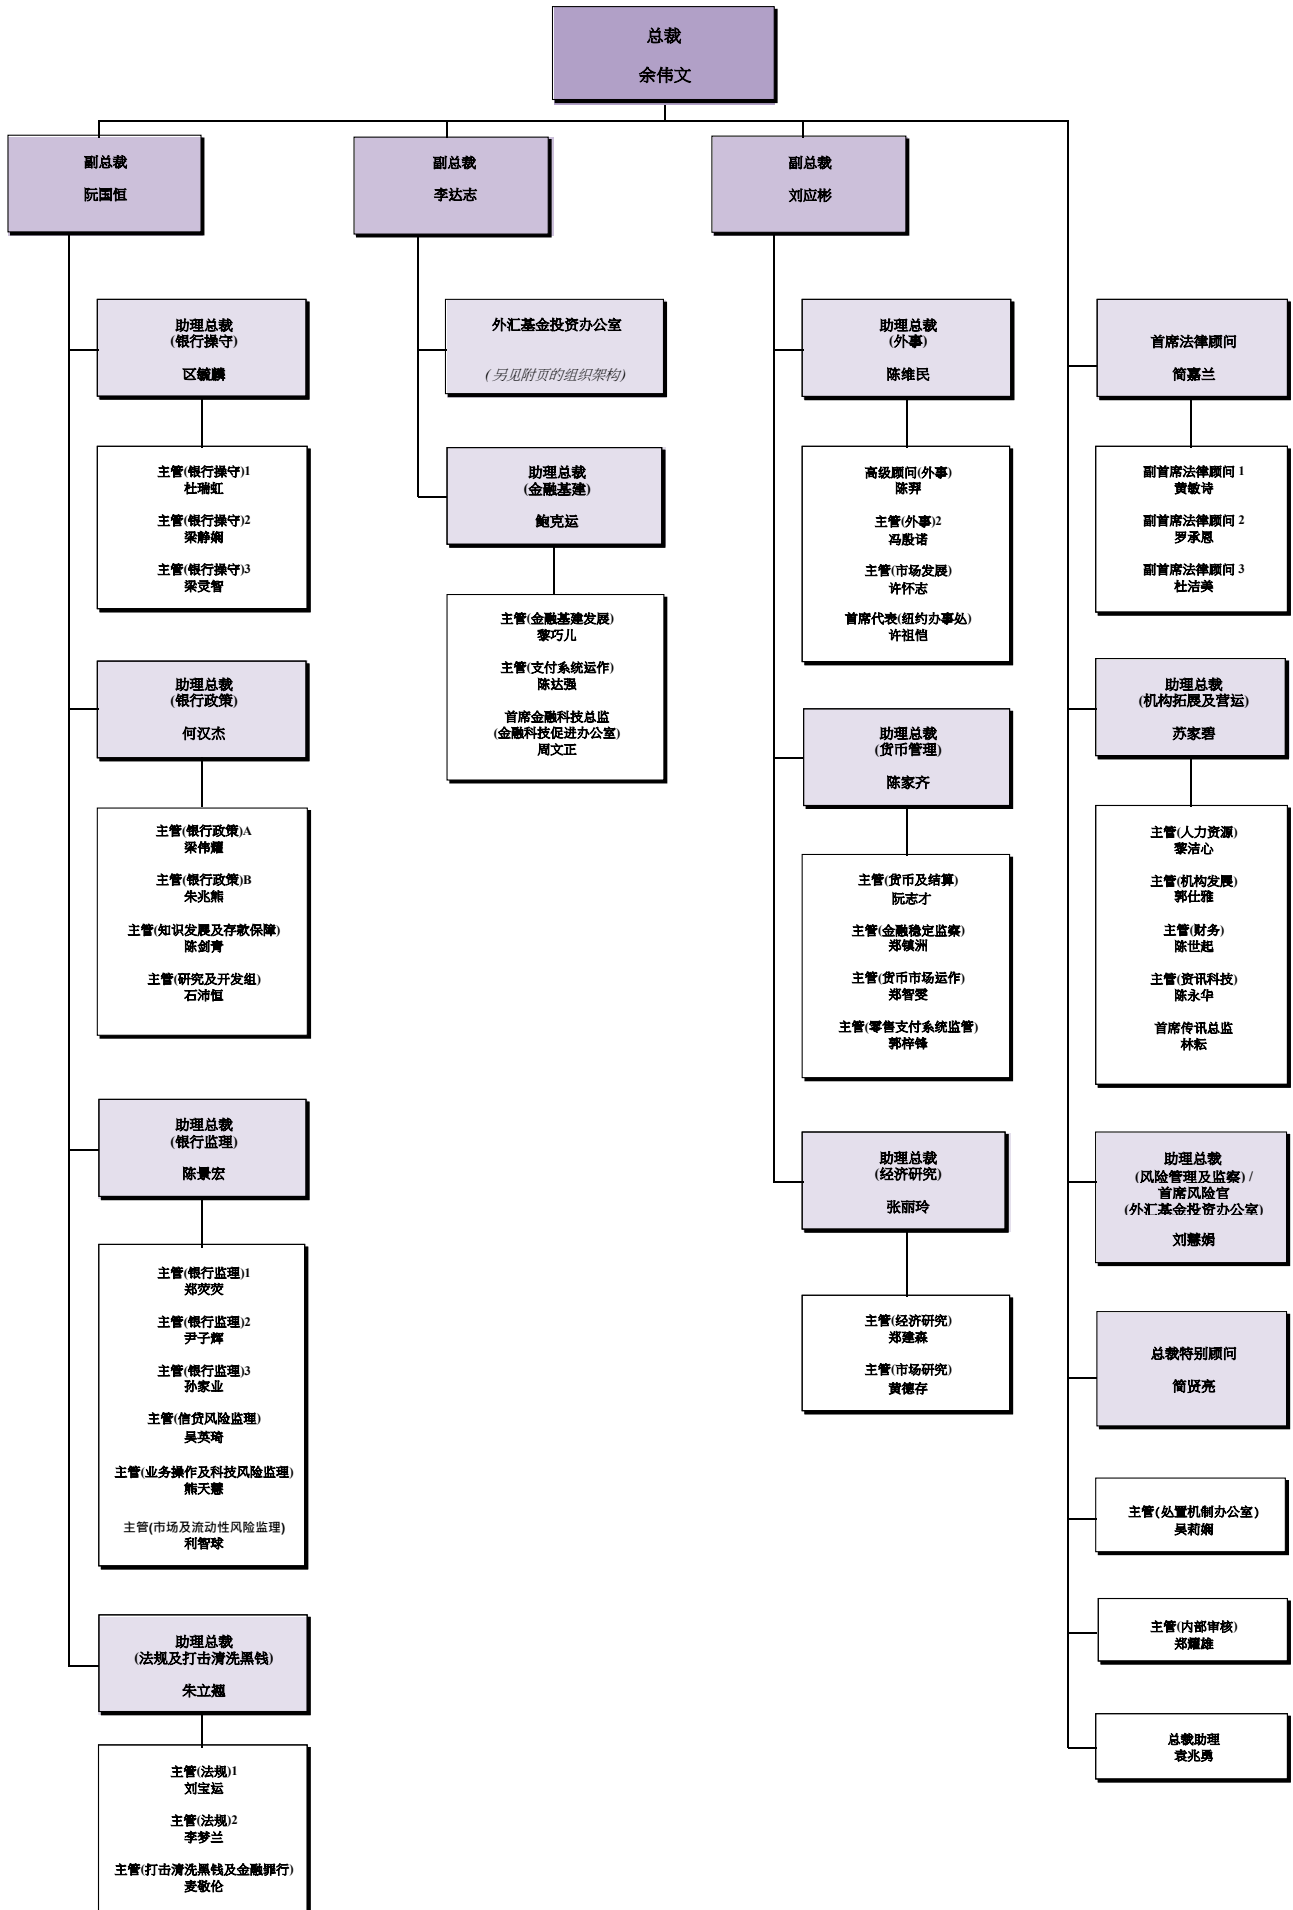 总裁
余伟文
副总裁
阮国恒
助理总裁
(银行操守)
区毓麟
主管(银行操守)1
杜瑞虹
主管(银行操守)2
梁静娴
主管(银行操守)3
梁灵智
助理总裁
(银行政策)
何汉杰
主管(银行政策)A
梁伟耀
主管(银行政策)B
朱兆熊
主管(知识发展及存款保障)
陈剑青
主管(研究及开发组)
石沛恒
助理总裁
(银行监理)
陈景宏
主管(银行监理)1
郑荧荧
主管(银行监理)2
尹子辉
主管(银行监理)3
孙家业
主管(信贷风险监理)
吴英琦
主管(业务操作及科技风险监理)
熊天慧
主管(市场及流动性风险监理)
利智球
助理总裁
(法规及打击清洗黑钱)
朱立翘
主管(法规)1
刘宝运
主管(法规)2
李梦兰
主管(打击清洗黑钱及金融罪行)
麦敬伦
副总裁
李达志
外汇基金投资办公室
(另见附页的组织架构)
助理总裁
(金融基建)
鲍克运
主管(金融基建发展)
黎巧儿
主管(支付系统运作)
陈达强
首席金融科技总监
(金融科技促进办公室)
周文正
副总裁
刘应彬
助理总裁
(外事)
陈维民
高级顾问(外事)
陈羿
主管(外事)2
冯殷诺
主管(市场发展)
许怀志
首席代表(纽约办事处)
许祖恺
助理总裁
(货币管理)
陈家齐
主管(货币及结算)
阮志才
主管(金融稳定监察)
郑镇洲
主管(货币市场运作)
郑智雯
主管(零售支付系统监管)
郭梓锋
助理总裁
(经济研究)
张丽玲
主管(经济研究)
郑建森
主管(市场研究)
黄德存
首席法律顾问
简嘉兰
副首席法律顾问 1
黄敏诗
副首席法律顾问 2
罗承恩
副首席法律顾问 3
杜洁美
助理总裁
(机构拓展及营运)
苏家碧
主管(人力资源)
黎洁心
主管(机构发展)
郭仕雅
主管(财务)
陈世起
主管(资讯科技)
陈永华
首席传讯总监
林耘
助理总裁
(风险管理及监察) /
首席风险官
(外汇基金投资办公室)
刘慧娟
总裁特别顾问
简贤亮
主管(处置机制办公室)
吴莉娴
主管(内部审核)
郑耀雄
总裁助理
袁兆勇